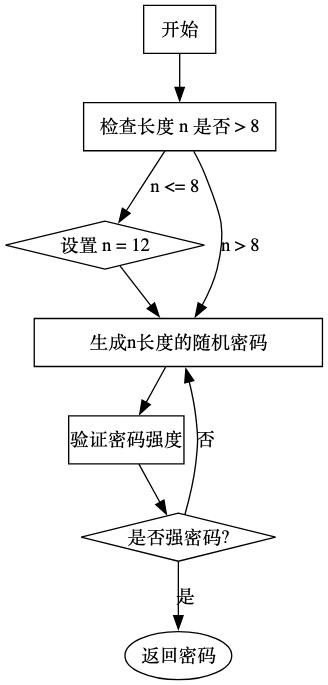 开始
检查长度 n 是否 > 8
n <= 8
设置 n = 12
n > 8
生成n长度的随机密码
验证密码强度
否
是否强密码?
是
返回密码